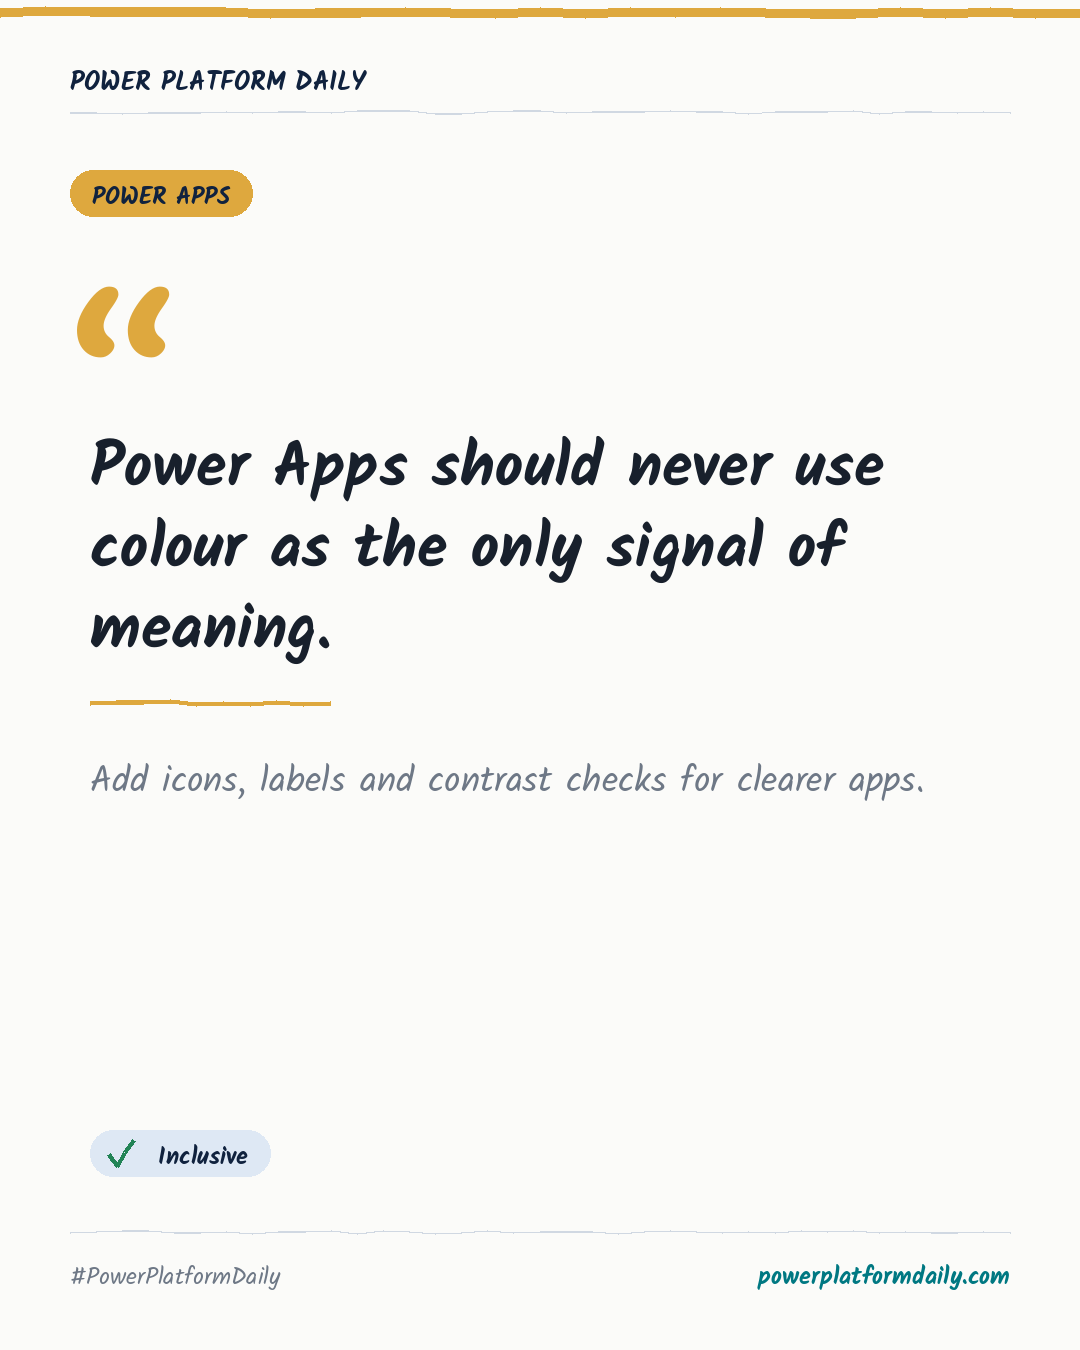 POWER PLATFORM DAILY
POWER APPS
“
Power Apps should never use
colour as the only signal of
meaning.
Add icons, labels and contrast checks for clearer apps.
✓ Inclusive
#PowerPlatformDaily
powerplatformdaily.com